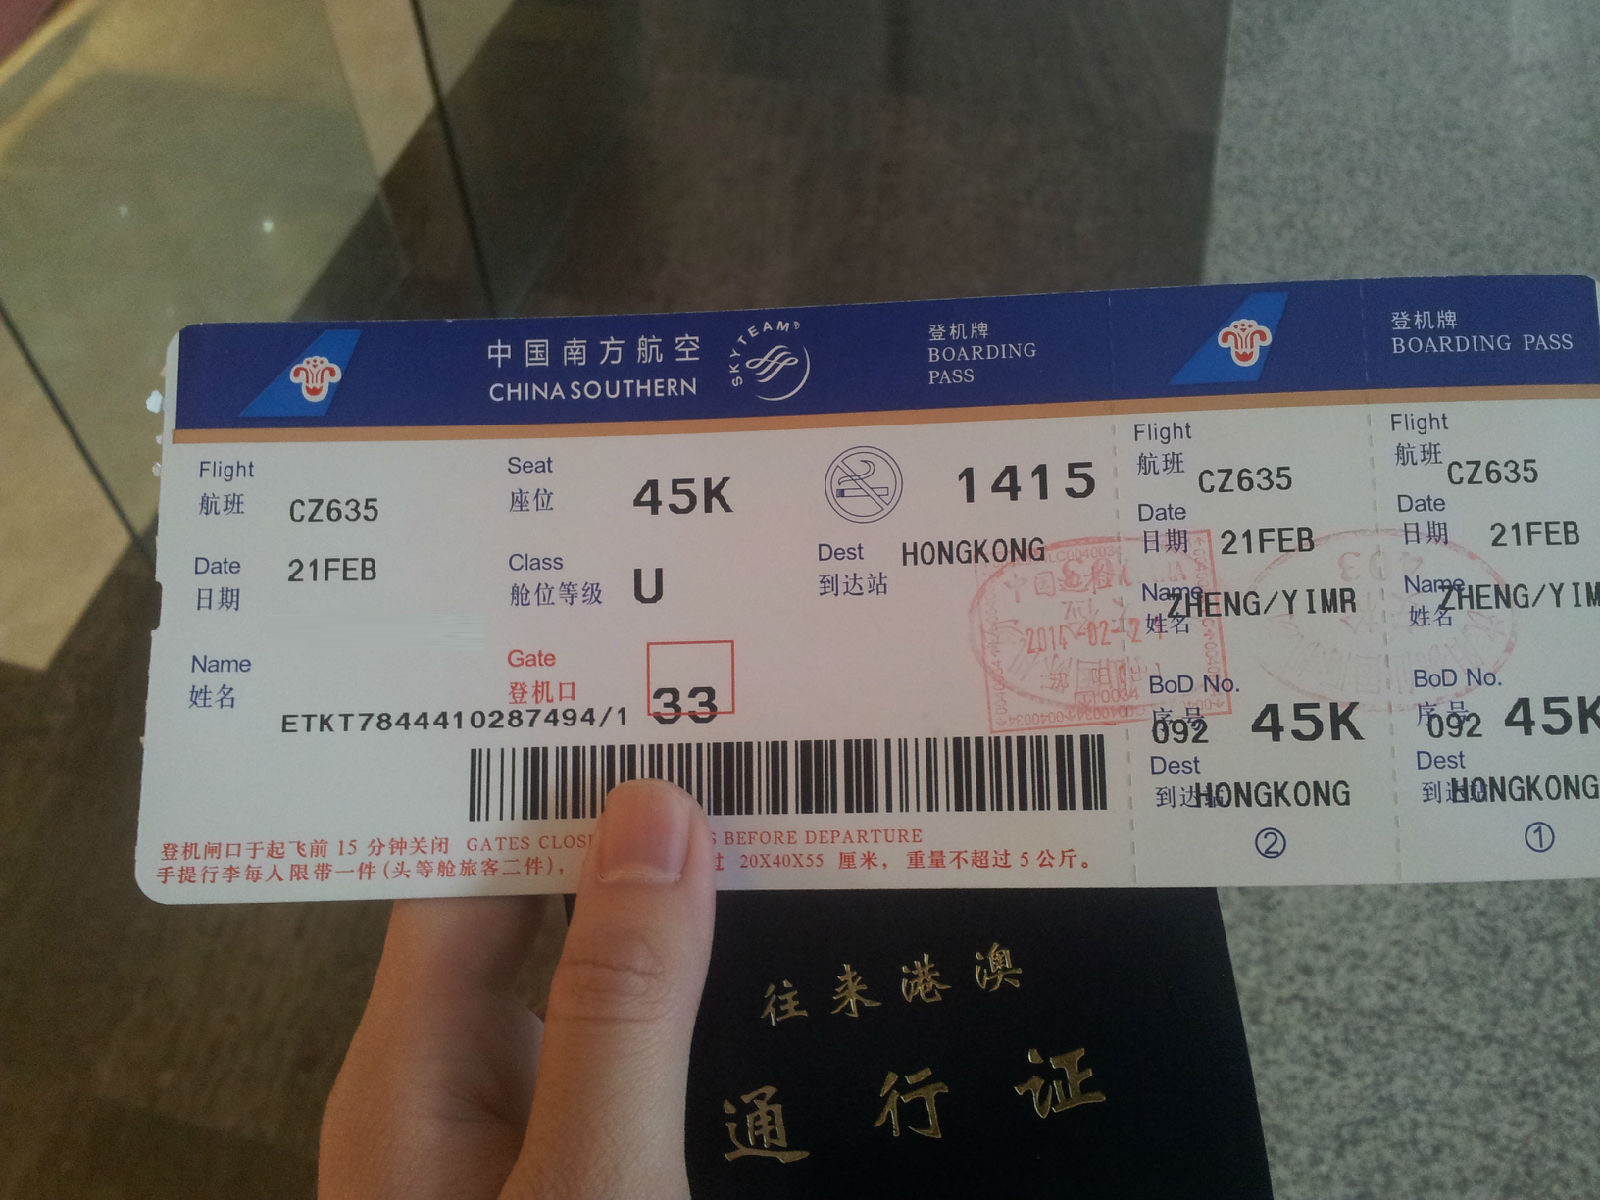 中国南方航空
CHINA SOUTHERN
SKYTEAM
登机牌
BOARDING
PASS
Flight
航班
CZ635
Seat
座位
45K
1415
Date
日期
21FEB
Class
舱位等级
U
Dest
到达站
HONGKONG
Name
姓名
Gate
登机口
33
ETKT7844410287494/1
登机闸口于起飞前 15 分钟关闭 GATES CLOS BEFORE DEPARTURE
手提行李每人限带一件(头等舱旅客二件), 过 20X40X55 厘米, 重量不超过 5 公斤。
2014-02-21
Flight
航班
CZ635
Date
日期
21FEB
Name
姓名
ZHENG/YIMR
BoD No.
序号
092
45K
Dest
到达站
HONGKONG
②
登机牌
BOARDING PASS
Flight
航班
CZ635
Date
日期
21FEB
Name
姓名
ZHENG/YIM
BoD No.
序号
092
45K
Dest
到达站
HONGKONG
①
往来港澳
通行证